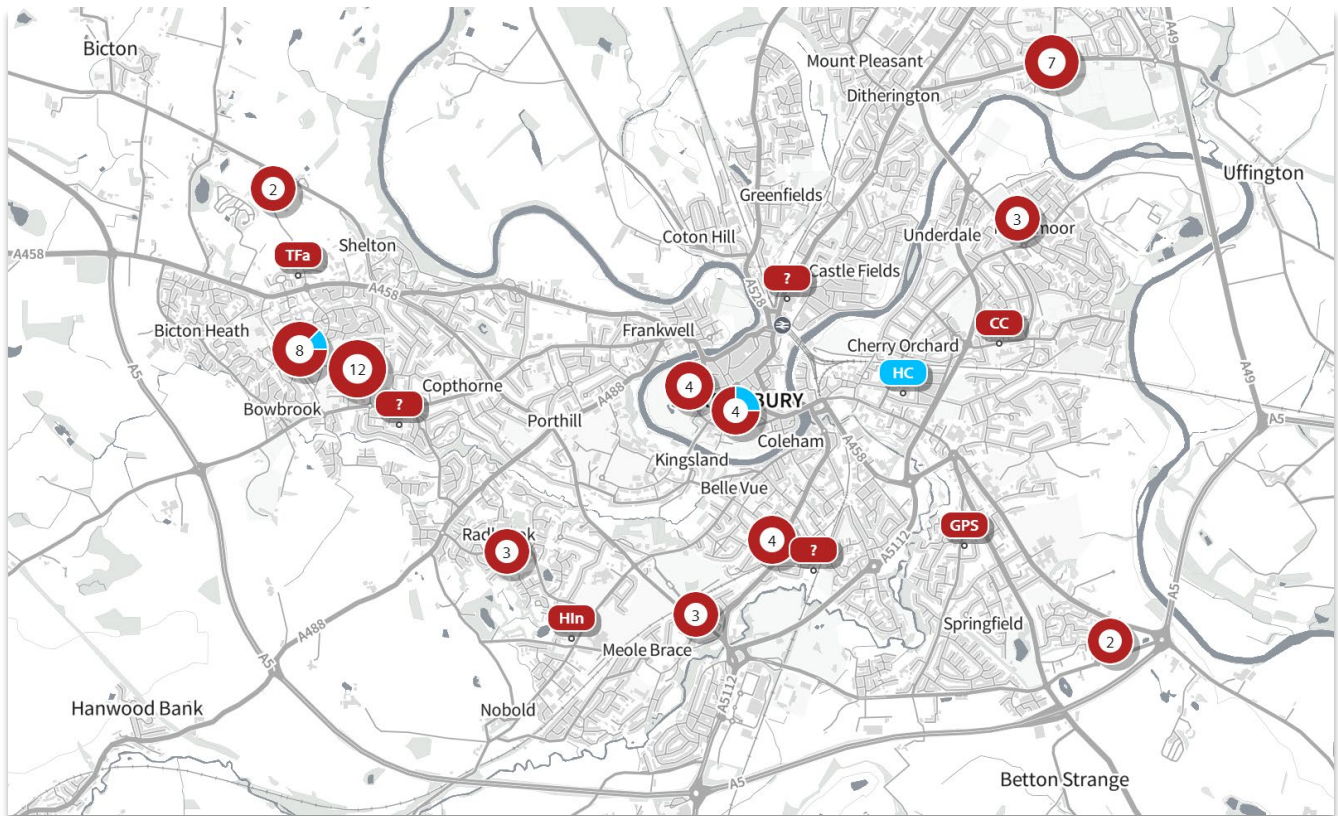 Bicton
Mount Pleasant
7
A49
Ditherington
2
Uffington
Greenfields
3
moor
Underdale
Coton Hill
Shelton
A458
TFa
?
Castle Fields
A458
A528
CC
Bicton Heath
Frankwell
Cherry Orchard
8
12
HC
A49
4
Copthorne
A488
?
4
BURY
Bowbrook
A5
Porthill
Coleham
A5
Kingsland
A458
Belle Vue
GPS
Radbrook
3
4
?
A5112
A5
HIn
3
Springfield
A488
2
Meole Brace
A5
A5112
Hanwood Bank
Nobold
A5
Betton Strange